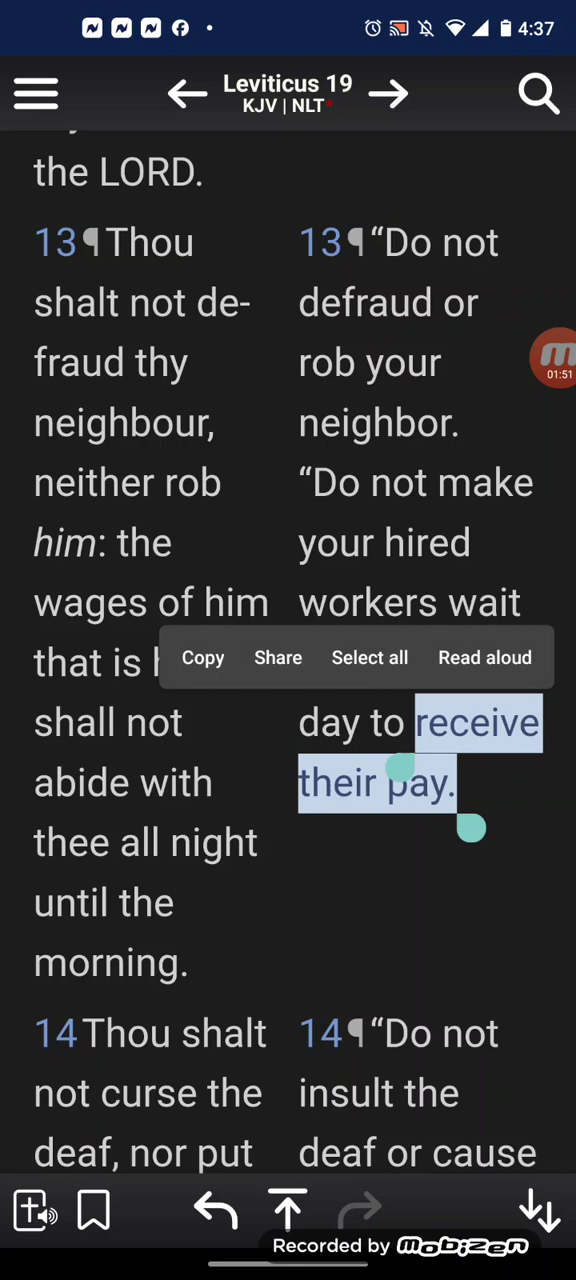 4:37
Leviticus 19
KJV | NLT
the LORD.
13¶Thou
shalt not de-
fraud thy
neighbour,
neither rob
him: the
wages of him
that is
shall not
abide with
thee all night
until the
morning.
14 Thou shalt
not curse the
deaf, nor put
13¶“Do not
defraud or
rob your
neighbor.
“Do not make
your hired
workers wait
day to receive
their pay.
14¶“Do not
insult the
deaf or cause
Copy Share Select all Read aloud
01:51
Recorded by Mobizen